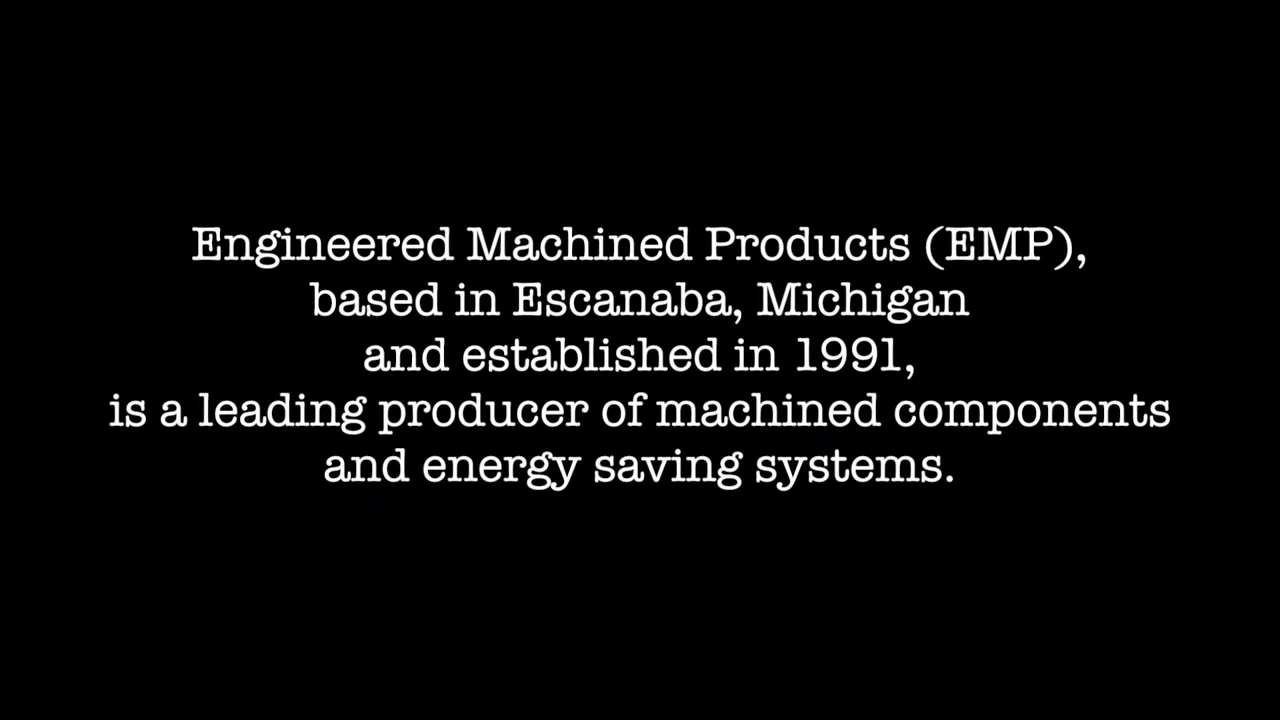 Engineered Machined Products (EMP),
based in Escanaba, Michigan
and established in 1991,
is a leading producer of machined components
and energy saving systems.